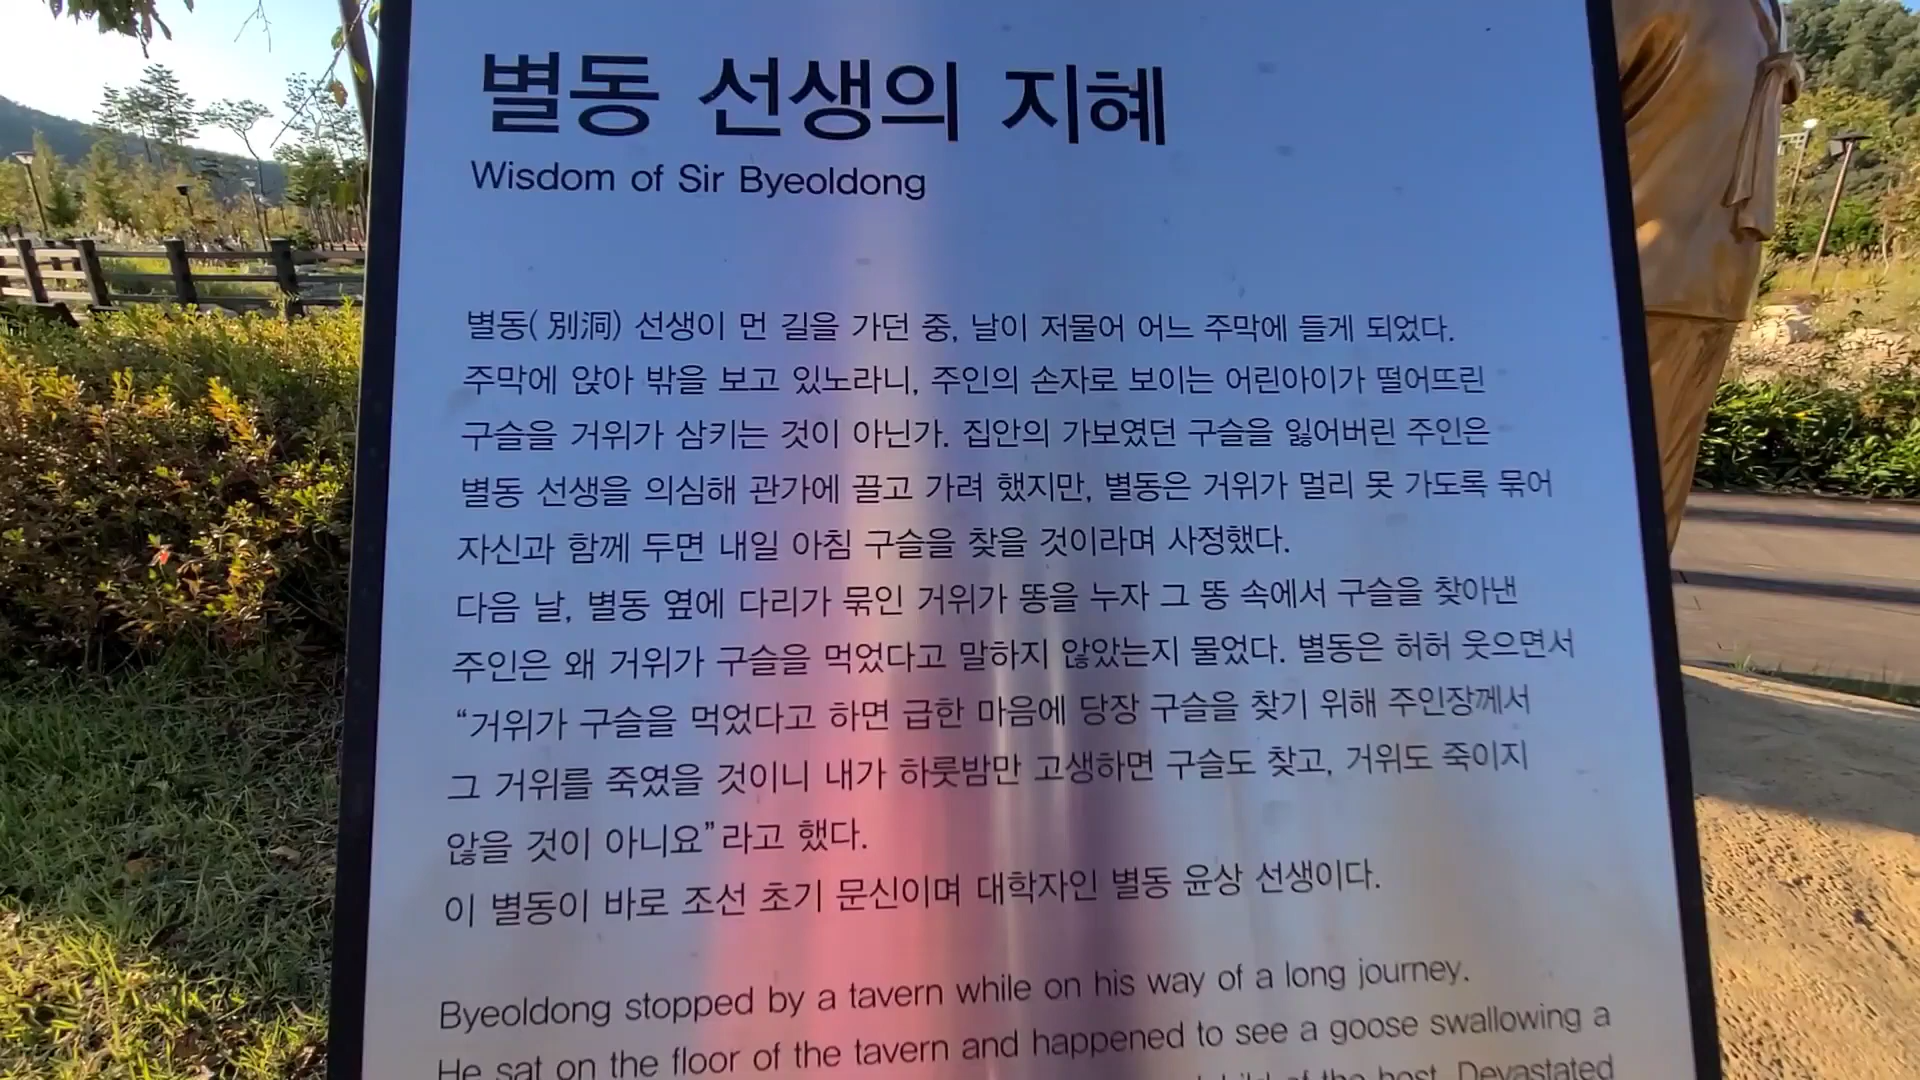 별동 선생의 지혜
Wisdom of Sir Byeoldong
별동( 別洞) 선생이 먼 길을 가던 중, 날이 저물어 어느 주막에 들게 되었다.
주막에 앉아 밖을 보고 있노라니, 주인의 손자로 보이는 어린아이가 떨어뜨린
구슬을 거위가 삼키는 것이 아닌가. 집안의 가보였던 구슬을 잃어버린 주인은
별동 선생을 의심해 관가에 끌고 가려 했지만, 별동은 거위가 멀리 못 가도록 묶어
자신과 함께 두면 내일 아침 구슬을 찾을 것이라며 사정했다.
다음 날, 별동 옆에 다리가 묶인 거위가 똥을 누자 그 똥 속에서 구슬을 찾아낸
주인은 왜 거위가 구슬을 먹었다고 말하지 않았는지 물었다. 별동은 허허 웃으면서
“거위가 구슬을 먹었다고 하면 급한 마음에 당장 구슬을 찾기 위해 주인장께서
그 거위를 죽였을 것이니 내가 하룻밤만 고생하면 구슬도 찾고, 거위도 죽이지
않을 것이 아니요”라고 했다.
이 별동이 바로 조선 초기 문신이며 대학자인 별동 윤상 선생이다.
Byeoldong stopped by a tavern while on his way of a long journey.
He sat on the floor of the tavern and happened to see a goose swallowing a
of the host. Devastated